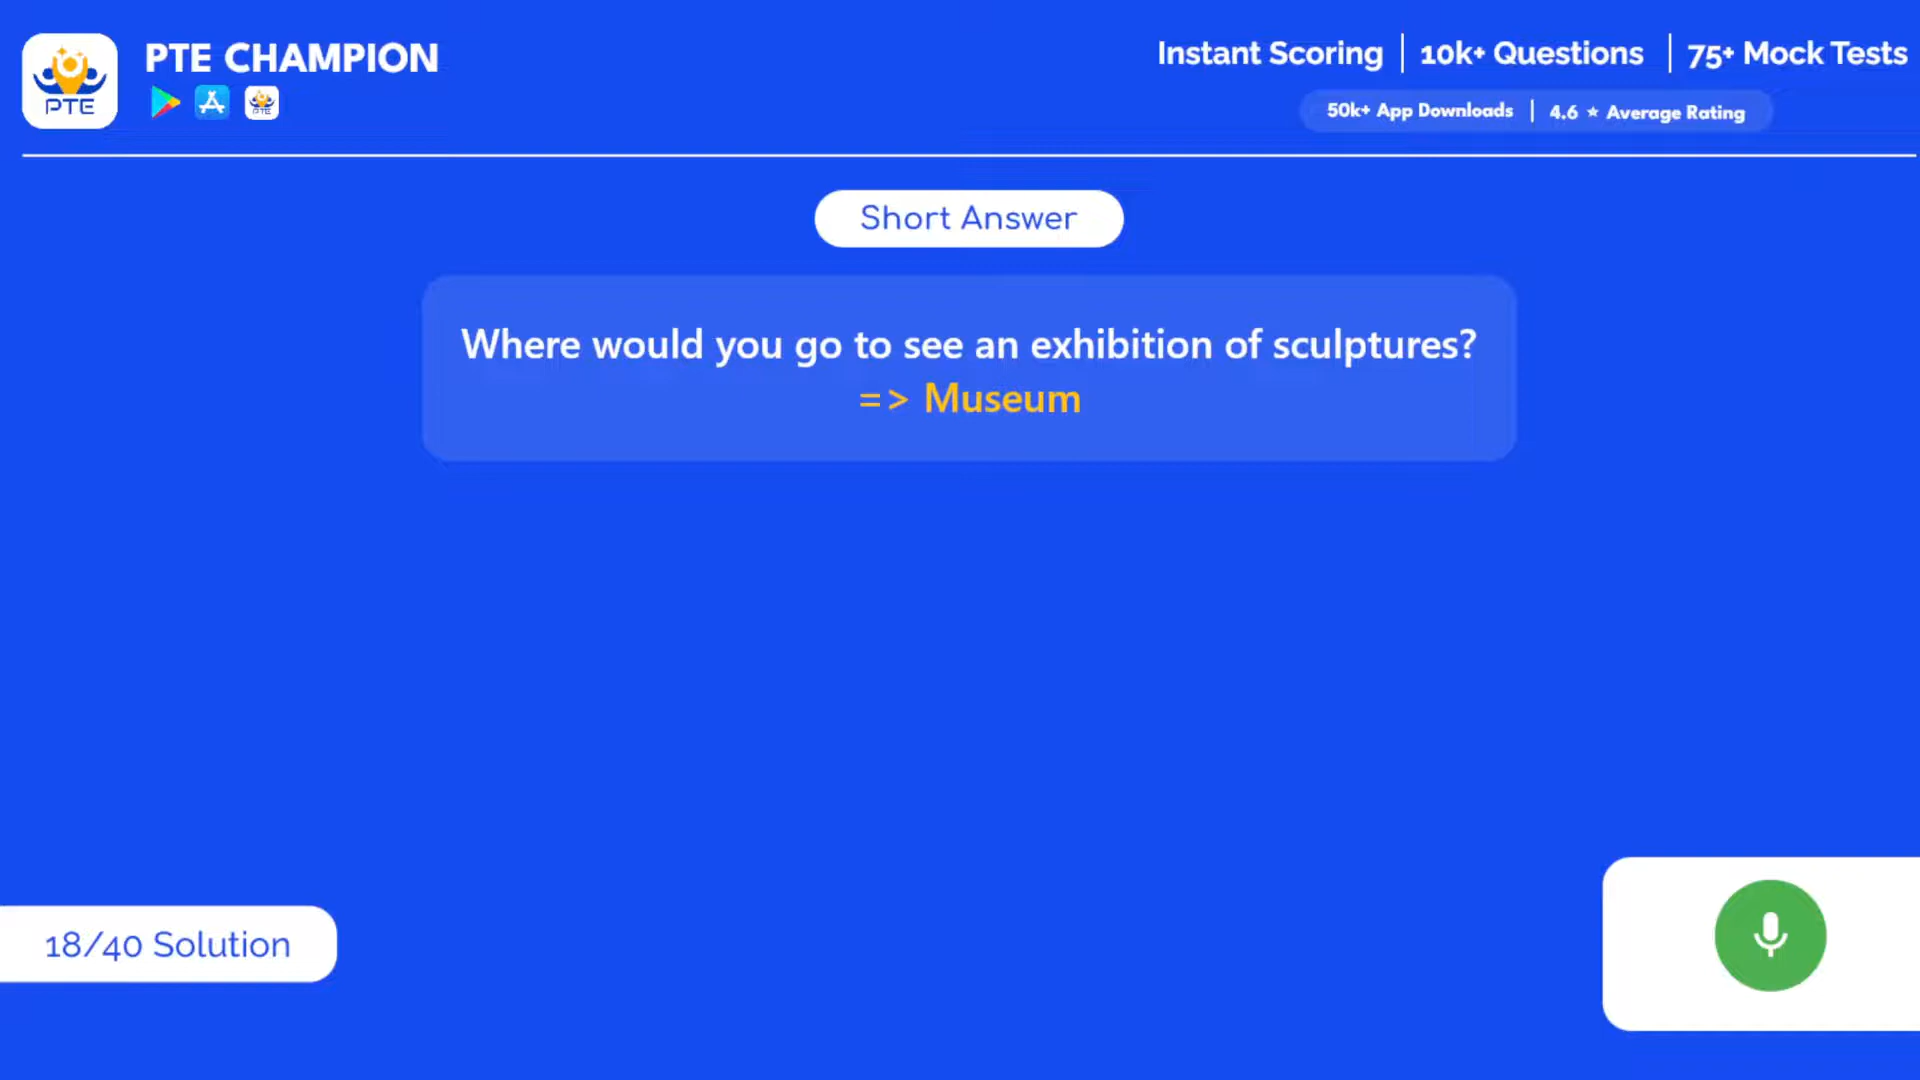 PTE
PTE CHAMPION
PTE
Instant Scoring | 10k+ Questions | 75+ Mock Tests
50k+ App Downloads | 4.6 ★ Average Rating
Short Answer
Where would you go to see an exhibition of sculptures?
=> Museum
18/40 Solution